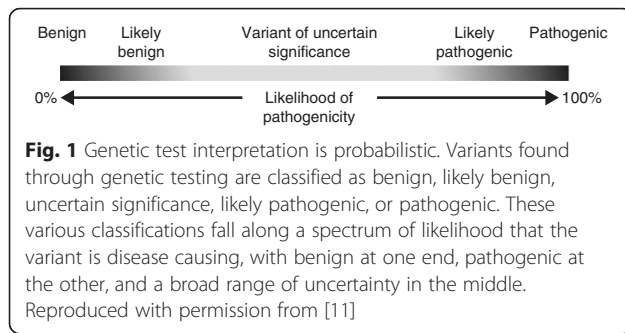 Benign Likely benign Variant of uncertain significance Likely pathogenic Pathogenic
0% Likelihood of pathogenicity 100%
Fig. 1 Genetic test interpretation is probabilistic. Variants found
through genetic testing are classified as benign, likely benign,
uncertain significance, likely pathogenic, or pathogenic. These
various classifications fall along a spectrum of likelihood that the
variant is disease causing, with benign at one end, pathogenic at
the other, and a broad range of uncertainty in the middle.
Reproduced with permission from [11]